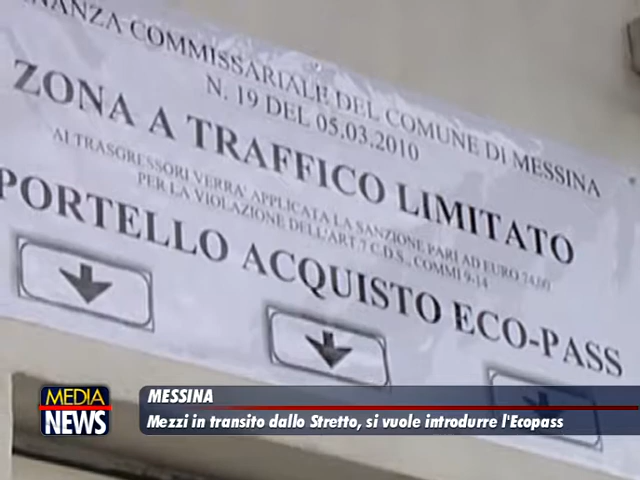 NANZA COMMISSARIALE DEL COMUNE DI MESSINA
N. 19 DEL 05.03.2010
ZONA A TRAFFICO LIMITATO
AI TRASGRESSORI VERRA' APPLICATA LA SANZIONE PARI AD EURO 74,00
PER LA VIOLAZIONE DELL'ART. 7 C.D.S., COMMI 9-14
PORTELLO ACQUISTO ECO-PASS
MEDIA
NEWS
MESSINA
Mezzi in transito dallo Stretto, si vuole introdurre l'Ecopass